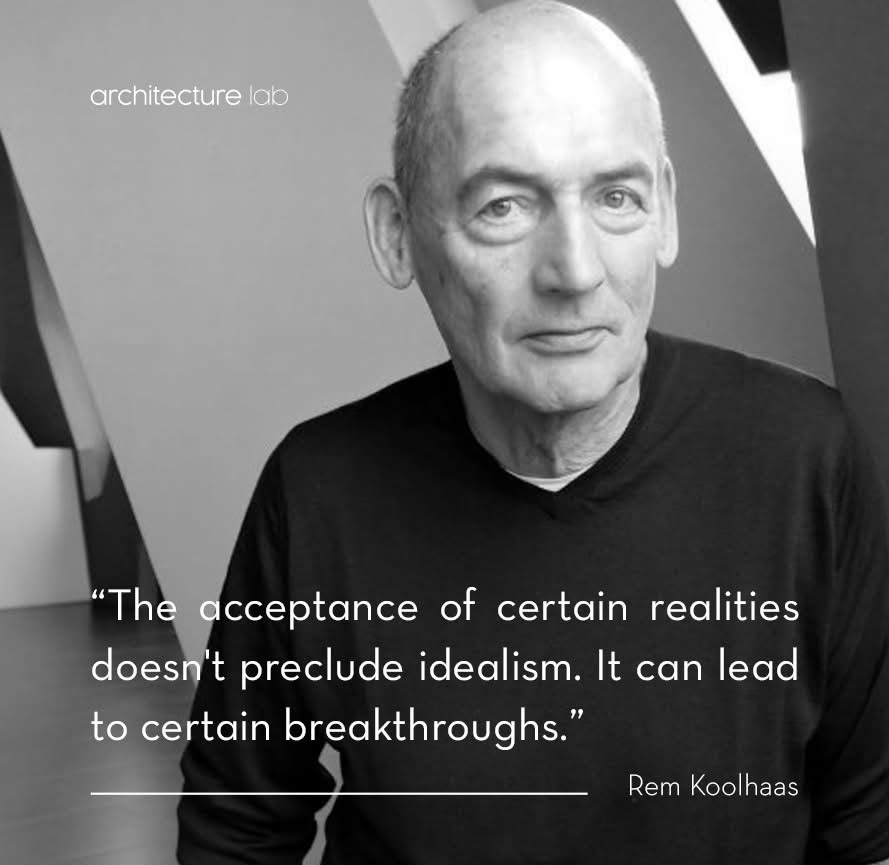 architecture lab
“The acceptance of certain realities
doesn't preclude idealism. It can lead
to certain breakthroughs.”
Rem Koolhaas